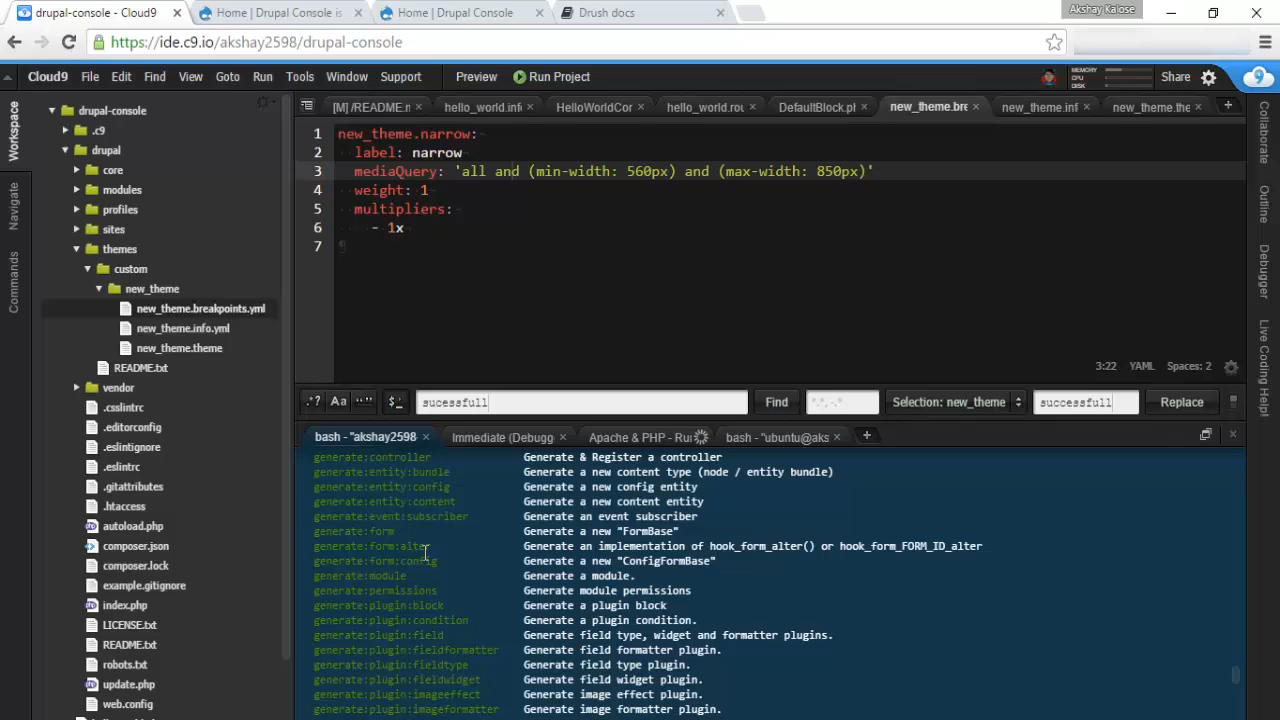 drupal-console - Cloud9
Home | Drupal Console is
Home | Drupal Console
Drush docs
Akshay Kalose
https://ide.c9.io/akshay2598/drupal-console
Cloud9 File Edit Find View Goto Run Tools Window Support Preview Run Project
MEMORY
CPU
DISK
Share
Workspace
Navigate
Commands
drupal-console
.c9
drupal
core
modules
profiles
sites
themes
custom
new_theme
new_theme.breakpoints.yml
new_theme.info.yml
new_theme.theme
README.txt
vendor
.csslintrc
.editorconfig
.eslintignore
.eslintrc
.gitattributes
.htaccess
autoload.php
composer.json
composer.lock
example.gitignore
index.php
LICENSE.txt
README.txt
robots.txt
update.php
web.config
[M] /README.n
hello_world.inf
HelloWorldCor
hello_world.rou
DefaultBlock.ph
new_theme.bre
new_theme.inf
new_theme.the
1 new_theme.narrow:
2 label: narrow
3 mediaQuery: 'all and (min-width: 560px) and (max-width: 850px)'
4 weight: 1
5 multipliers:
6 - 1x
7
3:22 YAML Spaces: 2
.? Aa "" $_ sucessfull Find *.*, -.* Selection: new_theme successfull Replace
bash - "akshay2598
Immediate (Debugg
Apache & PHP - Ru
bash - "ubuntu@aks
generate:controller Generate & Register a controller
generate:entity:bundle Generate a new content type (node / entity bundle)
generate:entity:config Generate a new config entity
generate:entity:content Generate a new content entity
generate:event:subscriber Generate an event subscriber
generate:form Generate a new "FormBase"
generate:form:alter Generate an implementation of hook_form_alter() or hook_form_FORM_ID_alter
generate:form:config Generate a new "ConfigFormBase"
generate:module Generate a module.
generate:permissions Generate module permissions
generate:plugin:block Generate a plugin block
generate:plugin:condition Generate a plugin condition.
generate:plugin:field Generate field type, widget and formatter plugins.
generate:plugin:fieldformatter Generate field formatter plugin.
generate:plugin:fieldtype Generate field type plugin.
generate:plugin:fieldwidget Generate field widget plugin.
generate:plugin:imageeffect Generate image effect plugin.
generate:plugin:imageformatter Generate image formatter plugin.
Collaborate
Outline
Debugger
Live Coding Help!